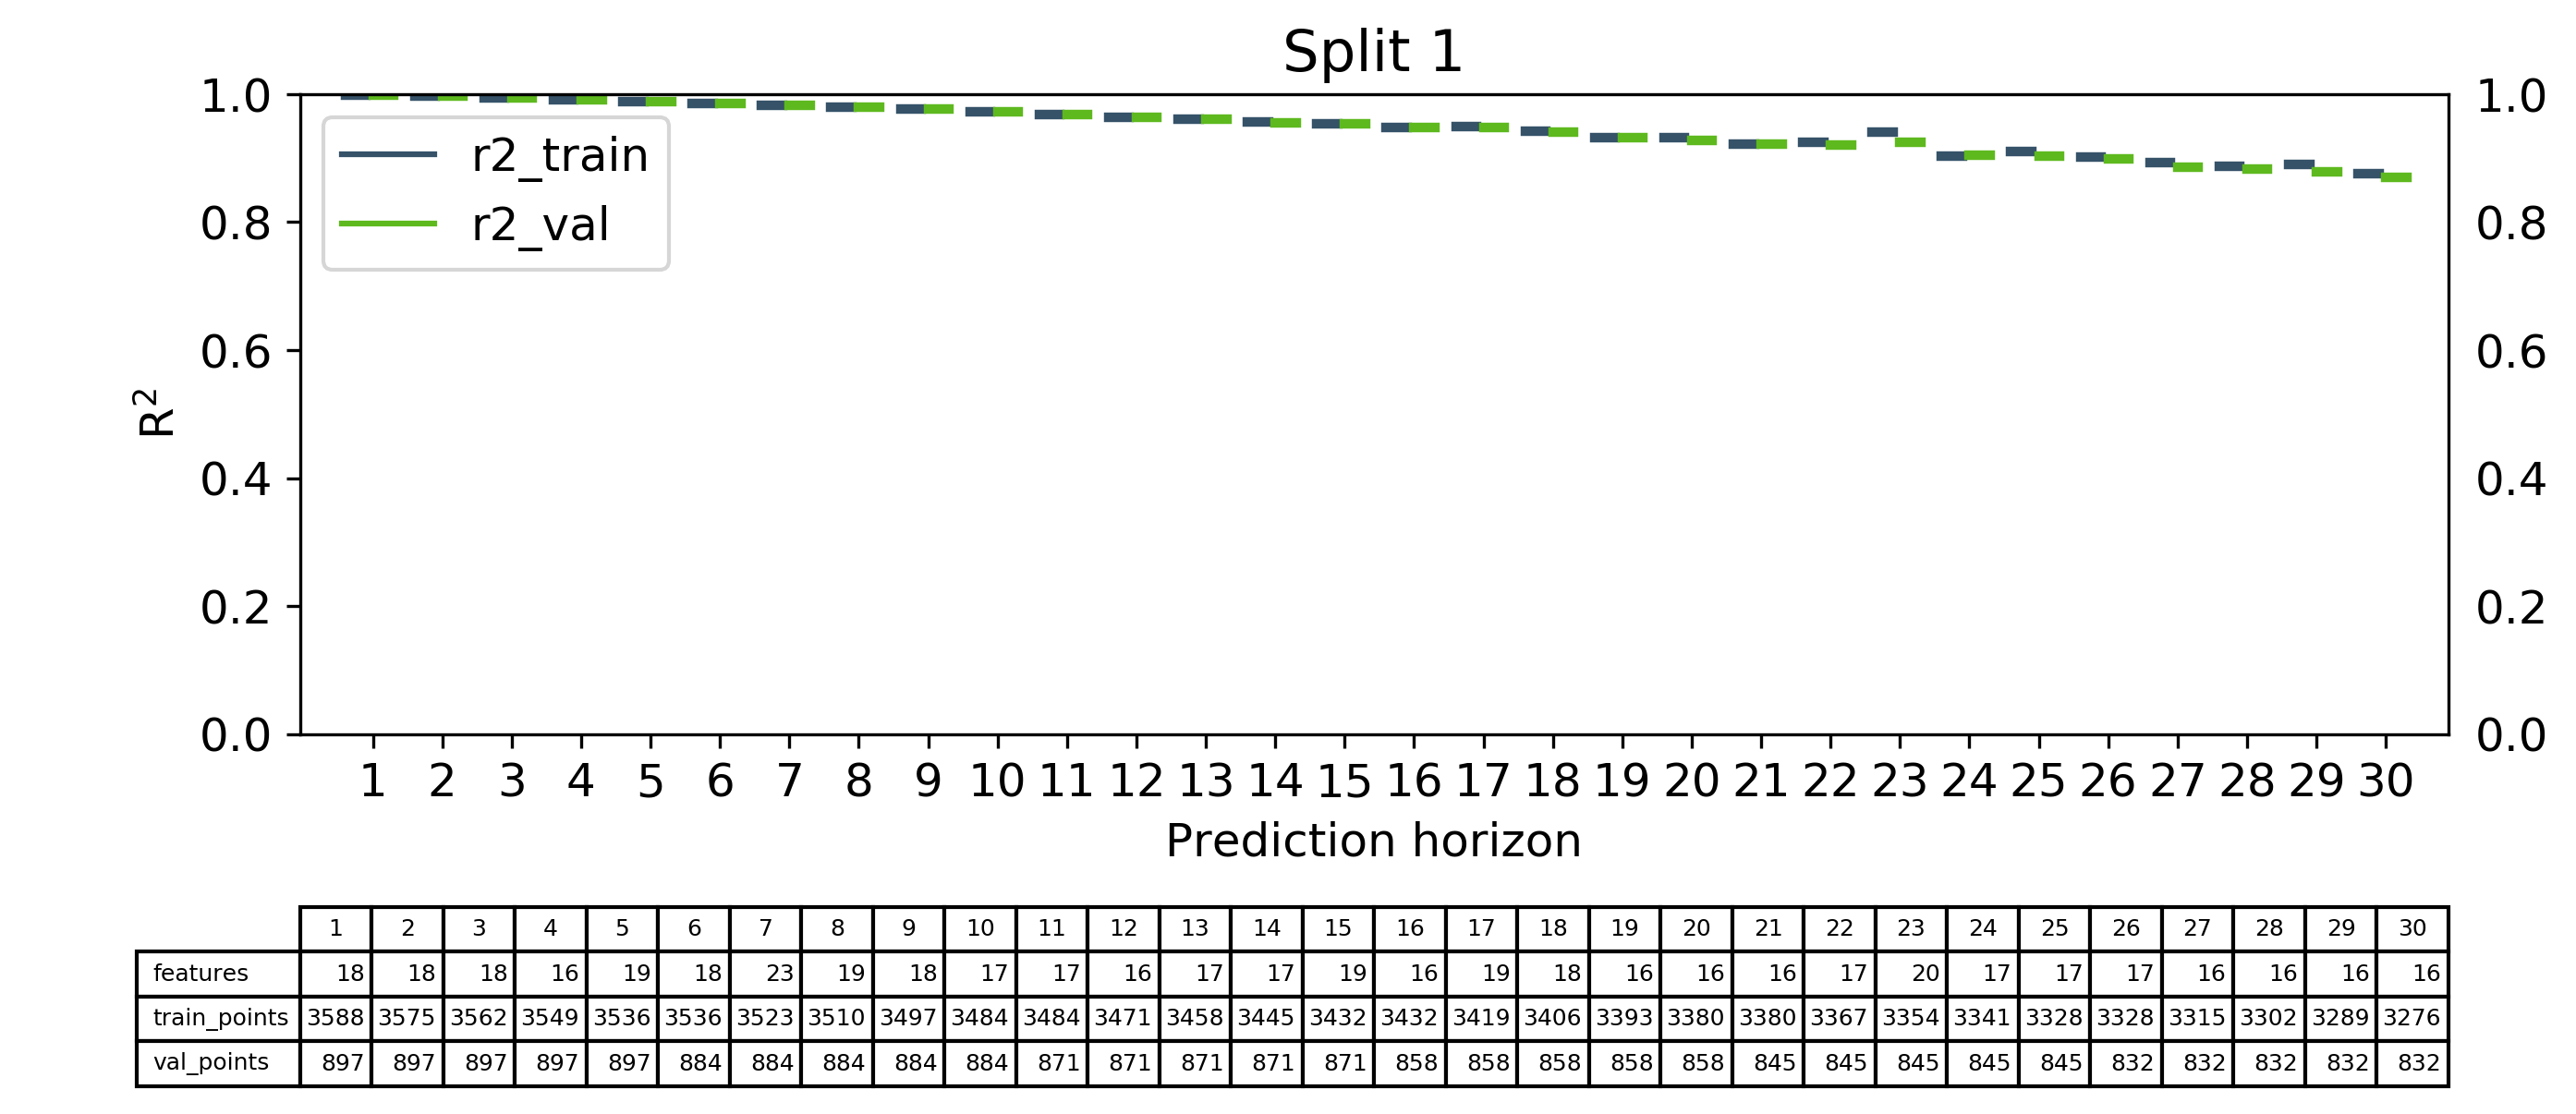 Split 1
1.0 1.0
r2_train
r2_val
0.8 0.8
0.6 0.6
R²
0.4 0.4
0.2 0.2
0.0 0.0
1 2 3 4 5 6 7 8 9 10 11 12 13 14 15 16 17 18 19 20 21 22 23 24 25 26 27 28 29 30
Prediction horizon
1 2 3 4 5 6 7 8 9 10 11 12 13 14 15 16 17 18 19 20 21 22 23 24 25 26 27 28 29 30
features 18 18 18 16 19 18 23 19 18 17 17 16 17 17 19 16 19 18 16 16 16 17 20 17 17 17 16 16 16 16
train_points 3588 3575 3562 3549 3536 3536 3523 3510 3497 3484 3484 3471 3458 3445 3432 3432 3419 3406 3393 3380 3380 3367 3354 3341 3328 3328 3315 3302 3289 3276
val_points 897 897 897 897 897 884 884 884 884 884 871 871 871 871 871 858 858 858 858 858 845 845 845 845 845 832 832 832 832 832